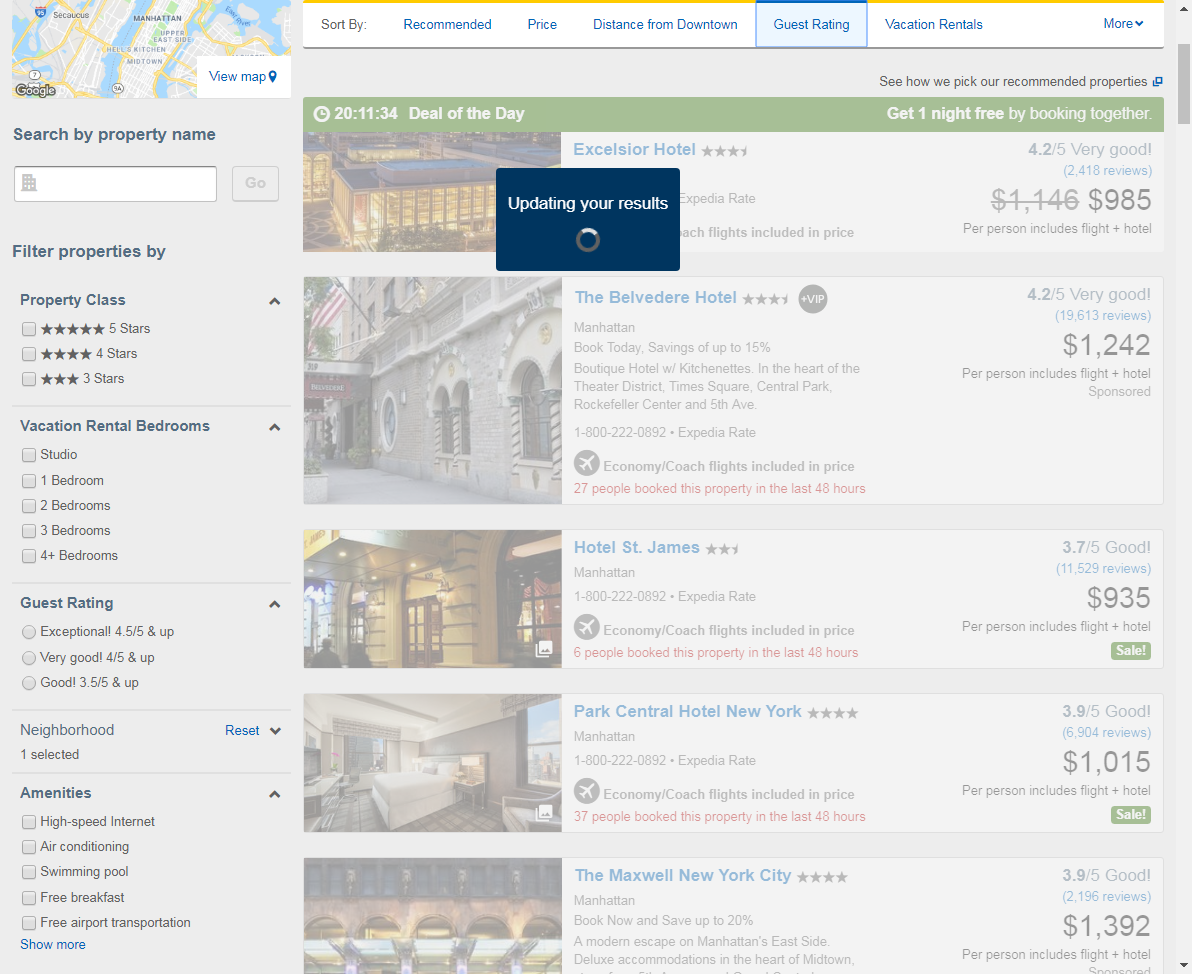 95
Secaucus
MANHATTAN
UPPER
EAST SIDE
HELL'S KITCHEN
MIDTOWN
7
9A
Google
View map
Search by property name
Go
Filter properties by
Property Class
5 Stars
4 Stars
3 Stars
Vacation Rental Bedrooms
Studio
1 Bedroom
2 Bedrooms
3 Bedrooms
4+ Bedrooms
Guest Rating
Exceptional! 4.5/5 & up
Very good! 4/5 & up
Good! 3.5/5 & up
Neighborhood Reset
1 selected
Amenities
High-speed Internet
Air conditioning
Swimming pool
Free breakfast
Free airport transportation
Show more
Sort By: Recommended Price Distance from Downtown Guest Rating Vacation Rentals More
See how we pick our recommended properties
20:11:34 Deal of the Day Get 1 night free by booking together.
Excelsior Hotel
4.2/5 Very good!
(2,418 reviews)
Expedia Rate
$1,146 $985
Per person includes flight + hotel
ach flights included in price
Updating your results
The Belvedere Hotel +VIP
4.2/5 Very good!
(19,613 reviews)
Manhattan
Book Today, Savings of up to 15%
$1,242
Boutique Hotel w/ Kitchenettes. In the heart of the
Theater District, Times Square, Central Park,
Rockefeller Center and 5th Ave.
Per person includes flight + hotel
Sponsored
1-800-222-0892 • Expedia Rate
Economy/Coach flights included in price
27 people booked this property in the last 48 hours
BELVEDERE
Hotel St. James
3.7/5 Good!
(11,529 reviews)
Manhattan
1-800-222-0892 • Expedia Rate
$935
Economy/Coach flights included in price
Per person includes flight + hotel
6 people booked this property in the last 48 hours
Sale!
Park Central Hotel New York
3.9/5 Good!
(6,904 reviews)
Manhattan
1-800-222-0892 • Expedia Rate
$1,015
Economy/Coach flights included in price
Per person includes flight + hotel
37 people booked this property in the last 48 hours
Sale!
The Maxwell New York City
3.9/5 Good!
(2,196 reviews)
Manhattan
Book Now and Save up to 20%
$1,392
A modern escape on Manhattan's East Side.
Deluxe accommodations in the heart of Midtown,
Per person includes flight + hotel
Sponsored